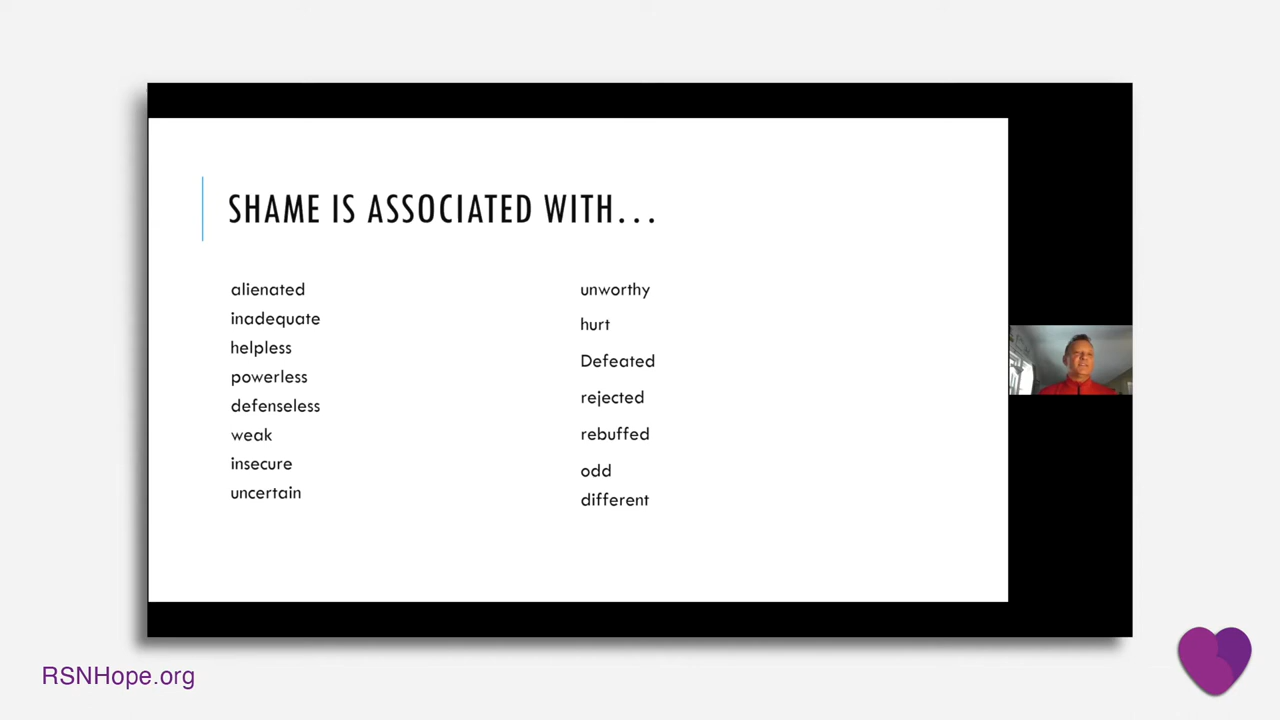 SHAME IS ASSOCIATED WITH...
alienated
inadequate
helpless
powerless
defenseless
weak
insecure
uncertain
unworthy
hurt
Defeated
rejected
rebuffed
odd
different
RSNHope.org